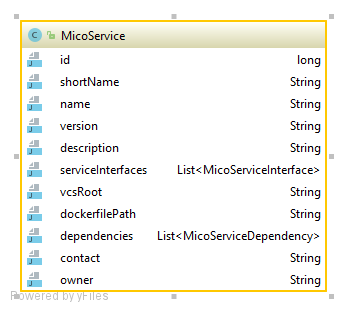 C MicoService
id long
shortName String
name String
version String
description String
serviceInterfaces List<MicoServiceInterface>
vcsRoot String
dockerfilePath String
dependencies List<MicoServiceDependency>
contact String
owner String
Powered by yFiles